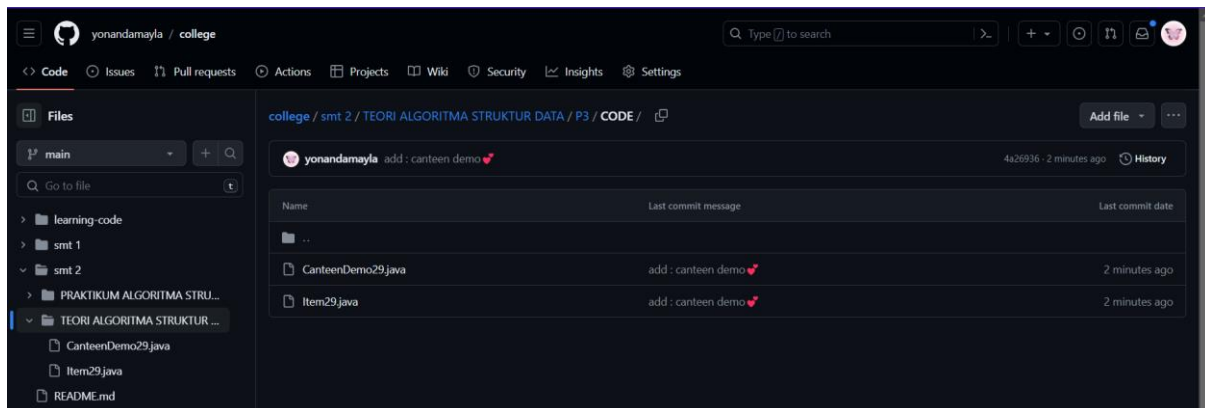 yonandamayla / college
Type / to search
Code Issues Pull requests Actions Projects Wiki Security Insights Settings
Files
main
Go to file t
learning-code
smt 1
smt 2
PRAKTIKUM ALGORITMA STRU...
TEORI ALGORITMA STRUKTUR ...
CanteenDemo29.java
Item29.java
README.md
college / smt 2 / TEORI ALGORITMA STRUKTUR DATA / P3 / CODE /
Add file
yonandamayla add : canteen demo💕 4a26936 · 2 minutes ago History
Name Last commit message Last commit date
..
CanteenDemo29.java add : canteen demo💕 2 minutes ago
Item29.java add : canteen demo💕 2 minutes ago